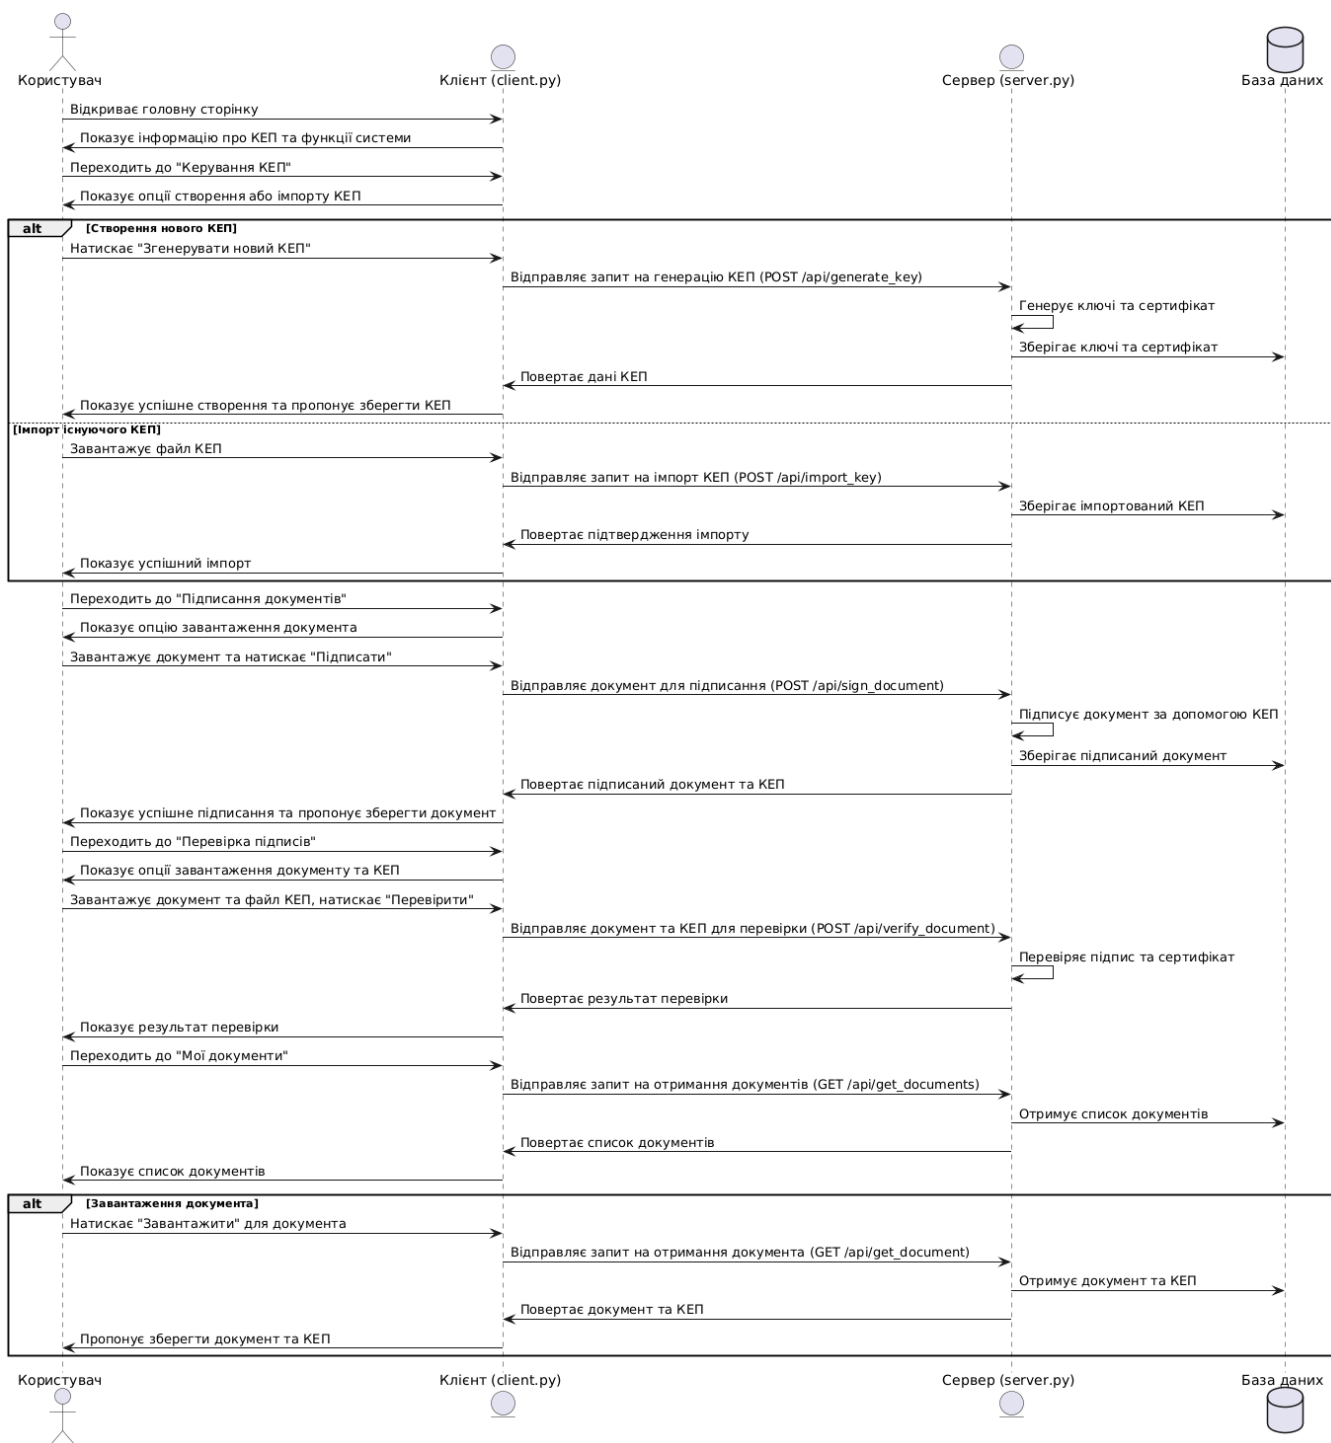 Користувач
Клієнт (client.py)
Сервер (server.py)
База даних
Відкриває головну сторінку
Показує інформацію про КЕП та функції системи
Переходить до "Керування КЕП"
Показує опції створення або імпорту КЕП
alt [Створення нового КЕП]
Натискає "Згенерувати новий КЕП"
Відправляє запит на генерацію КЕП (POST /api/generate_key)
Генерує ключі та сертифікат
Зберігає ключі та сертифікат
Повертає дані КЕП
Показує успішне створення та пропонує зберегти КЕП
[Імпорт існуючого КЕП]
Завантажує файл КЕП
Відправляє запит на імпорт КЕП (POST /api/import_key)
Зберігає імпортований КЕП
Повертає підтвердження імпорту
Показує успішний імпорт
Переходить до "Підписання документів"
Показує опцію завантаження документа
Завантажує документ та натискає "Підписати"
Відправляє документ для підписання (POST /api/sign_document)
Підписує документ за допомогою КЕП
Зберігає підписаний документ
Повертає підписаний документ та КЕП
Показує успішне підписання та пропонує зберегти документ
Переходить до "Перевірка підписів"
Показує опції завантаження документу та КЕП
Завантажує документ та файл КЕП, натискає "Перевірити"
Відправляє документ та КЕП для перевірки (POST /api/verify_document)
Перевіряє підпис та сертифікат
Повертає результат перевірки
Показує результат перевірки
Переходить до "Мої документи"
Відправляє запит на отримання документів (GET /api/get_documents)
Отримує список документів
Повертає список документів
Показує список документів
alt [Завантаження документа]
Натискає "Завантажити" для документа
Відправляє запит на отримання документа (GET /api/get_document)
Отримує документ та КЕП
Повертає документ та КЕП
Пропонує зберегти документ та КЕП
Користувач
Клієнт (client.py)
Сервер (server.py)
База даних